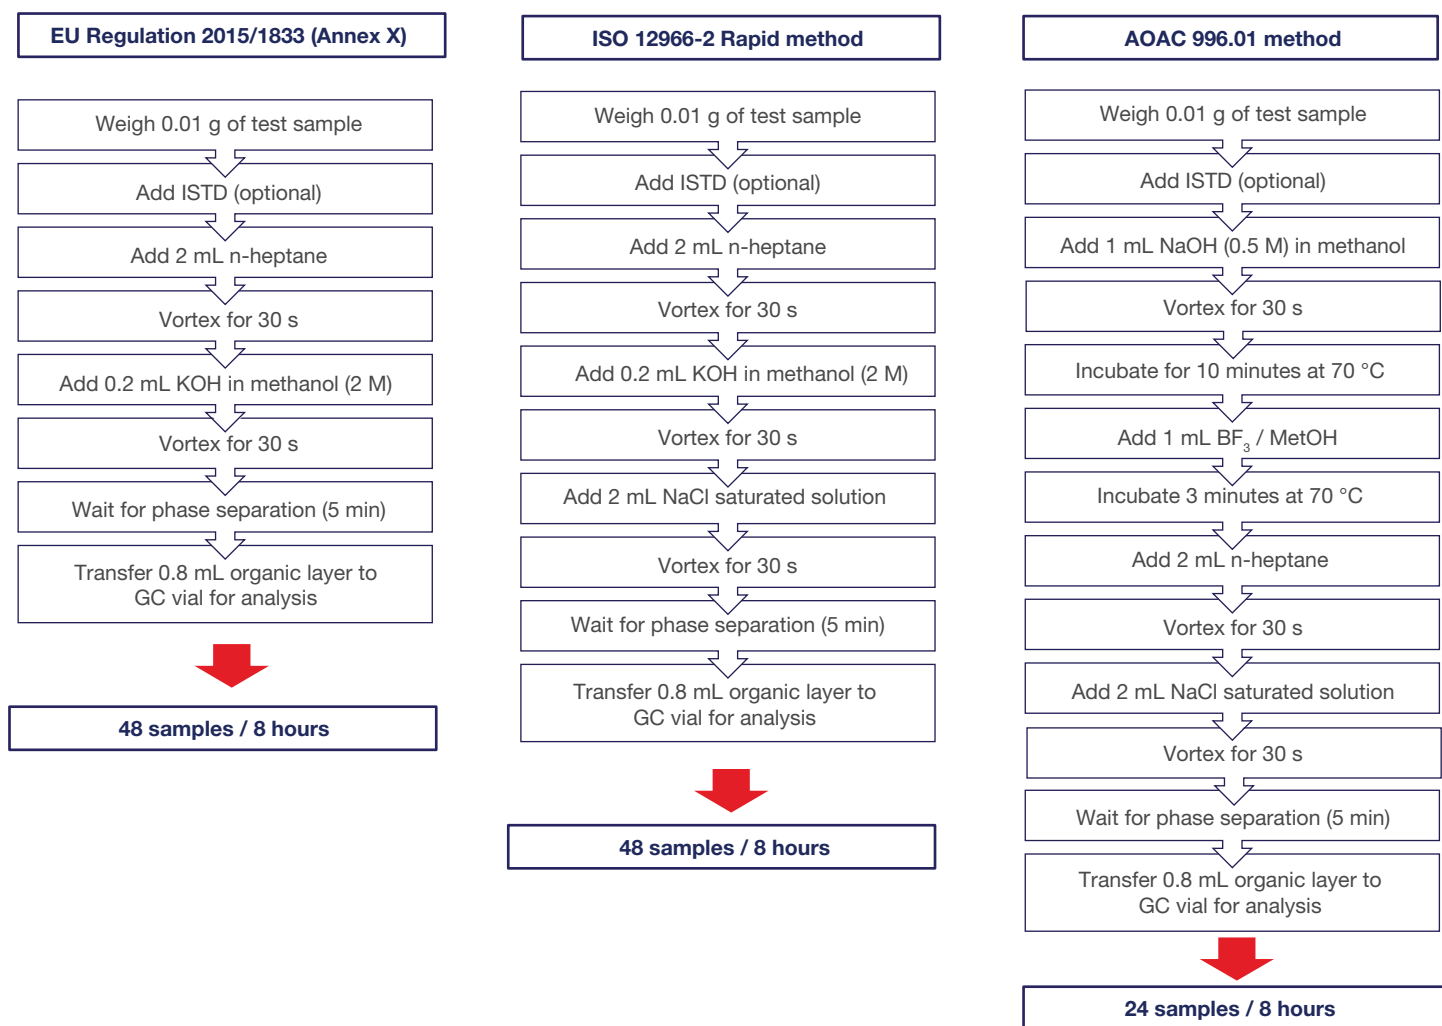 EU Regulation 2015/1833 (Annex X)
Weigh 0.01 g of test sample
Add ISTD (optional)
Add 2 mL n-heptane
Vortex for 30 s
Add 0.2 mL KOH in methanol (2 M)
Vortex for 30 s
Wait for phase separation (5 min)
Transfer 0.8 mL organic layer to
GC vial for analysis
48 samples / 8 hours
ISO 12966-2 Rapid method
Weigh 0.01 g of test sample
Add ISTD (optional)
Add 2 mL n-heptane
Vortex for 30 s
Add 0.2 mL KOH in methanol (2 M)
Vortex for 30 s
Add 2 mL NaCl saturated solution
Vortex for 30 s
Wait for phase separation (5 min)
Transfer 0.8 mL organic layer to
GC vial for analysis
48 samples / 8 hours
AOAC 996.01 method
Weigh 0.01 g of test sample
Add ISTD (optional)
Add 1 mL NaOH (0.5 M) in methanol
Vortex for 30 s
Incubate for 10 minutes at 70 °C
Add 1 mL BF₃ / MetOH
Incubate 3 minutes at 70 °C
Add 2 mL n-heptane
Vortex for 30 s
Add 2 mL NaCl saturated solution
Vortex for 30 s
Wait for phase separation (5 min)
Transfer 0.8 mL organic layer to
GC vial for analysis
24 samples / 8 hours